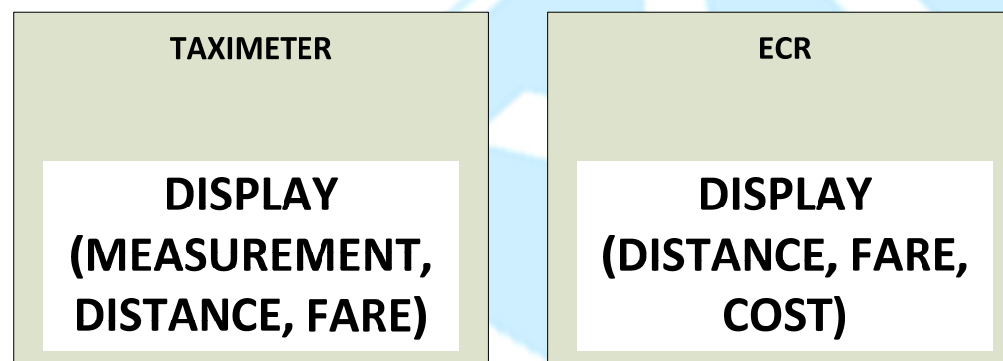 TAXIMETER
DISPLAY
(MEASUREMENT,
DISTANCE, FARE)
ECR
DISPLAY
(DISTANCE, FARE,
COST)